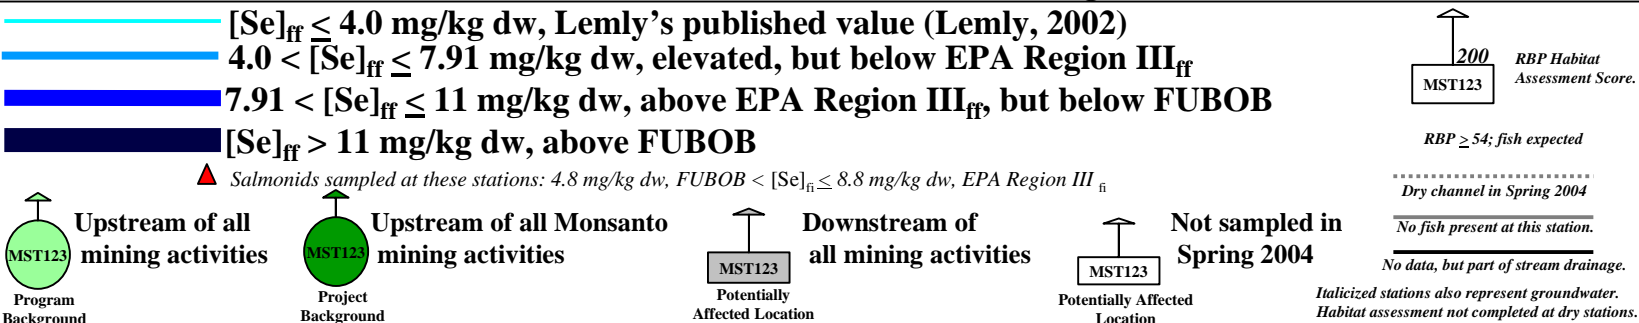 [Se]ff ≤ 4.0 mg/kg dw, Lemly's published value (Lemly, 2002)
4.0 < [Se]ff ≤ 7.91 mg/kg dw, elevated, but below EPA Region IIIff
7.91 < [Se]ff ≤ 11 mg/kg dw, above EPA Region IIIff, but below FUBOB
[Se]ff > 11 mg/kg dw, above FUBOB
Salmonids sampled at these stations: 4.8 mg/kg dw, FUBOB < [Se]fi ≤ 8.8 mg/kg dw, EPA Region III fi
MST123
Upstream of all
mining activities
Program
Background
MST123
Upstream of all Monsanto
mining activities
Project
Background
MST123
Downstream of
all mining activities
Potentially
Affected Location
MST123
Not sampled in
Spring 2004
Potentially Affected
Location
200
MST123
RBP Habitat
Assessment Score.
RBP ≥ 54; fish expected
Dry channel in Spring 2004
No fish present at this station.
No data, but part of stream drainage.
Italicized stations also represent groundwater.
Habitat assessment not completed at dry stations.